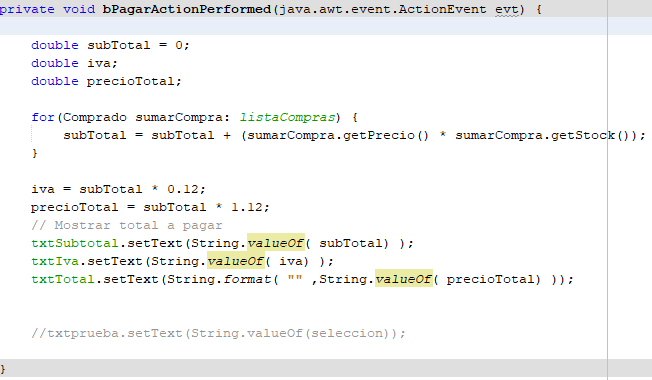 private void bPagarActionPerformed(java.awt.event.ActionEvent evt) {
double subTotal = 0;
double iva;
double precioTotal;
for(Comprado sumarCompra: listaCompras) {
subTotal = subTotal + (sumarCompra.getPrecio() * sumarCompra.getStock());
}
iva = subTotal * 0.12;
precioTotal = subTotal * 1.12;
// Mostrar total a pagar
txtSubtotal.setText(String.valueOf( subTotal) );
txtIva.setText(String.valueOf( iva) );
txtTotal.setText(String.format( "" ,String.valueOf( precioTotal) ));
//txtprueba.setText(String.valueOf(seleccion));
}